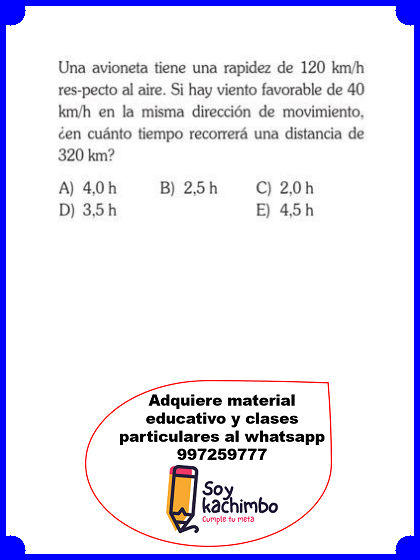 Una avioneta tiene una rapidez de 120 km/h
res-pecto al aire. Si hay viento favorable de 40
km/h en la misma dirección de movimiento,
¿en cuánto tiempo recorrerá una distancia de
320 km?
A) 4,0 h B) 2,5 h C) 2,0 h
D) 3,5 h E) 4,5 h
Adquiere material
educativo y clases
particulares al whatsapp
997259777
Soy
kachimbo
Cumple tu meta